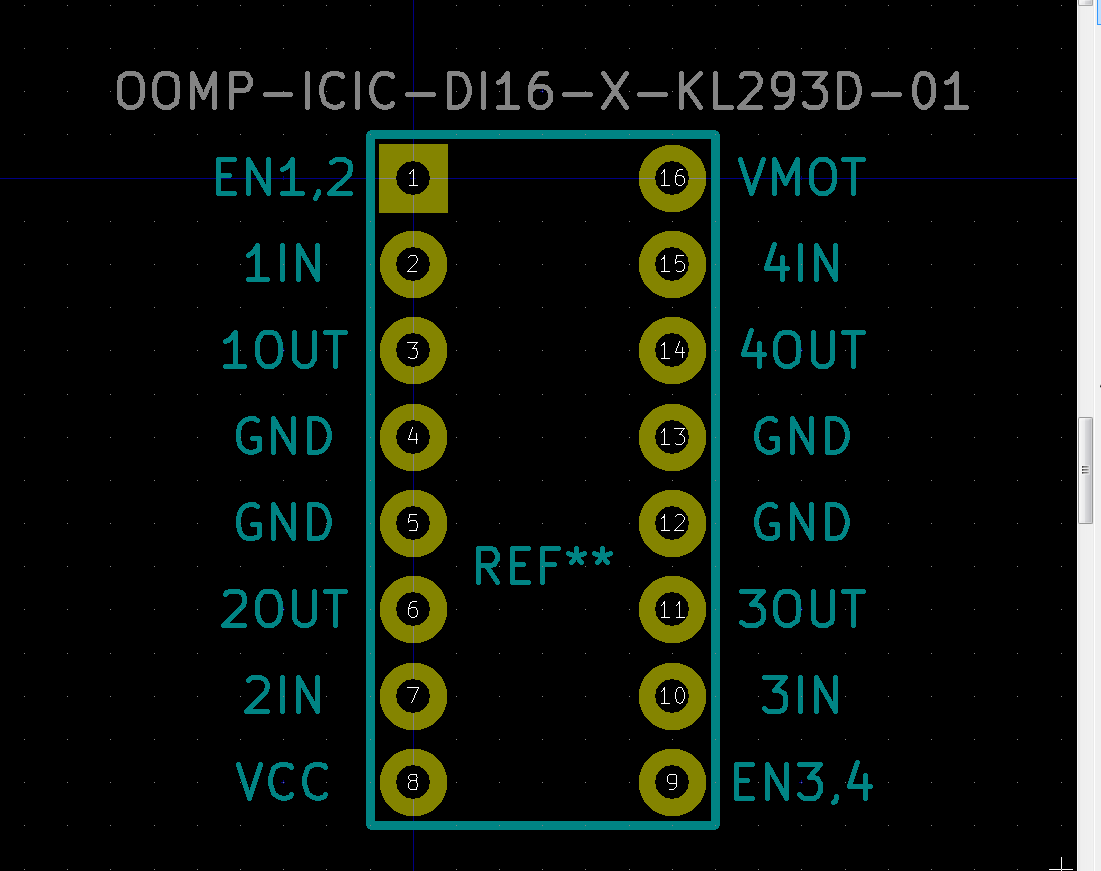 OOMP-ICIC-DI16-X-KL293D-01
EN1,2 1 16 VMOT
1IN 2 15 4IN
1OUT 3 14 4OUT
GND 4 13 GND
GND 5 12 GND
REF**
2OUT 6 11 3OUT
2IN 7 10 3IN
VCC 8 9 EN3,4